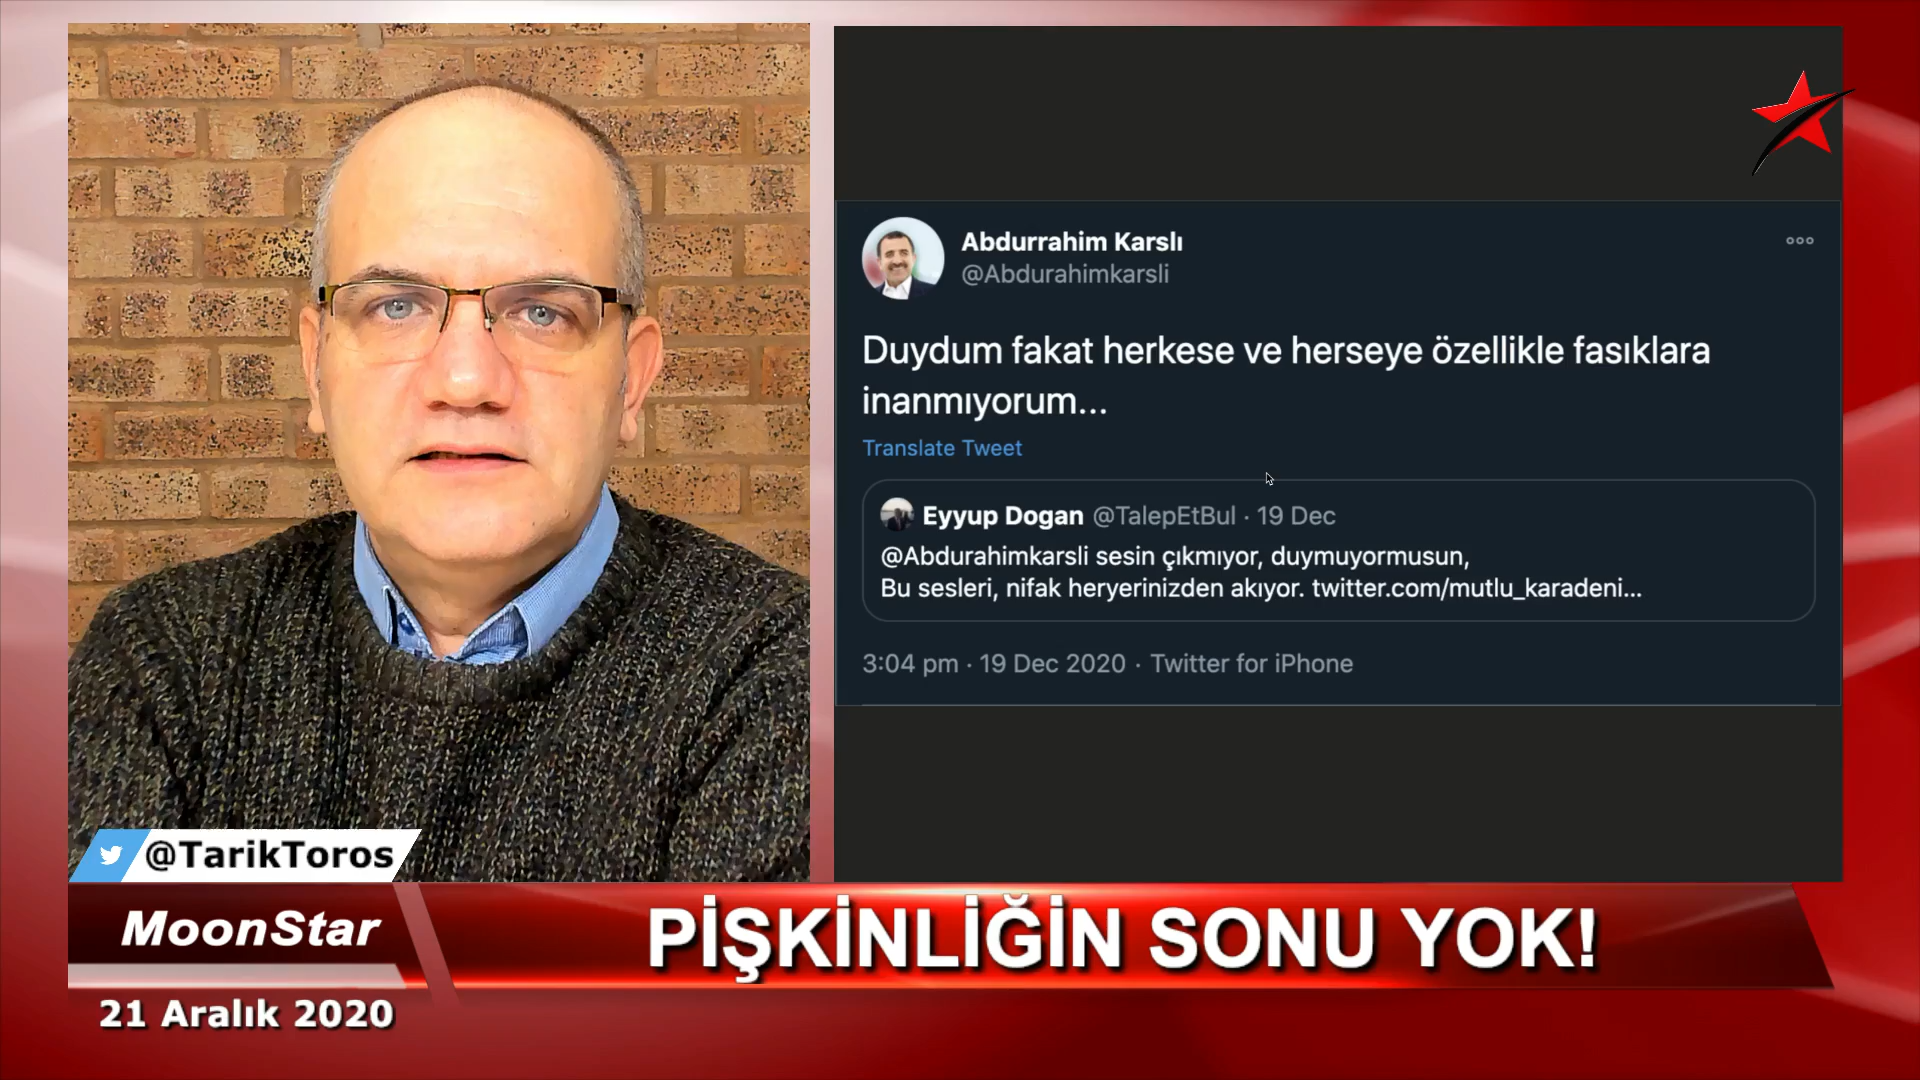 Abdurrahim Karslı
@Abdurahimkarsli
Duydum fakat herkese ve herseye özellikle fasıklara
inanmıyorum...
Translate Tweet
Eyyup Dogan @TalepEtBul · 19 Dec
@Abdurahimkarsli sesin çıkmıyor, duymuyormusun,
Bu sesleri, nifak heryerinizden akıyor. twitter.com/mutlu_karadeni...
3:04 pm · 19 Dec 2020 · Twitter for iPhone
@TarikToros
MoonStar
PİŞKİNLİĞİN SONU YOK!
21 Aralık 2020